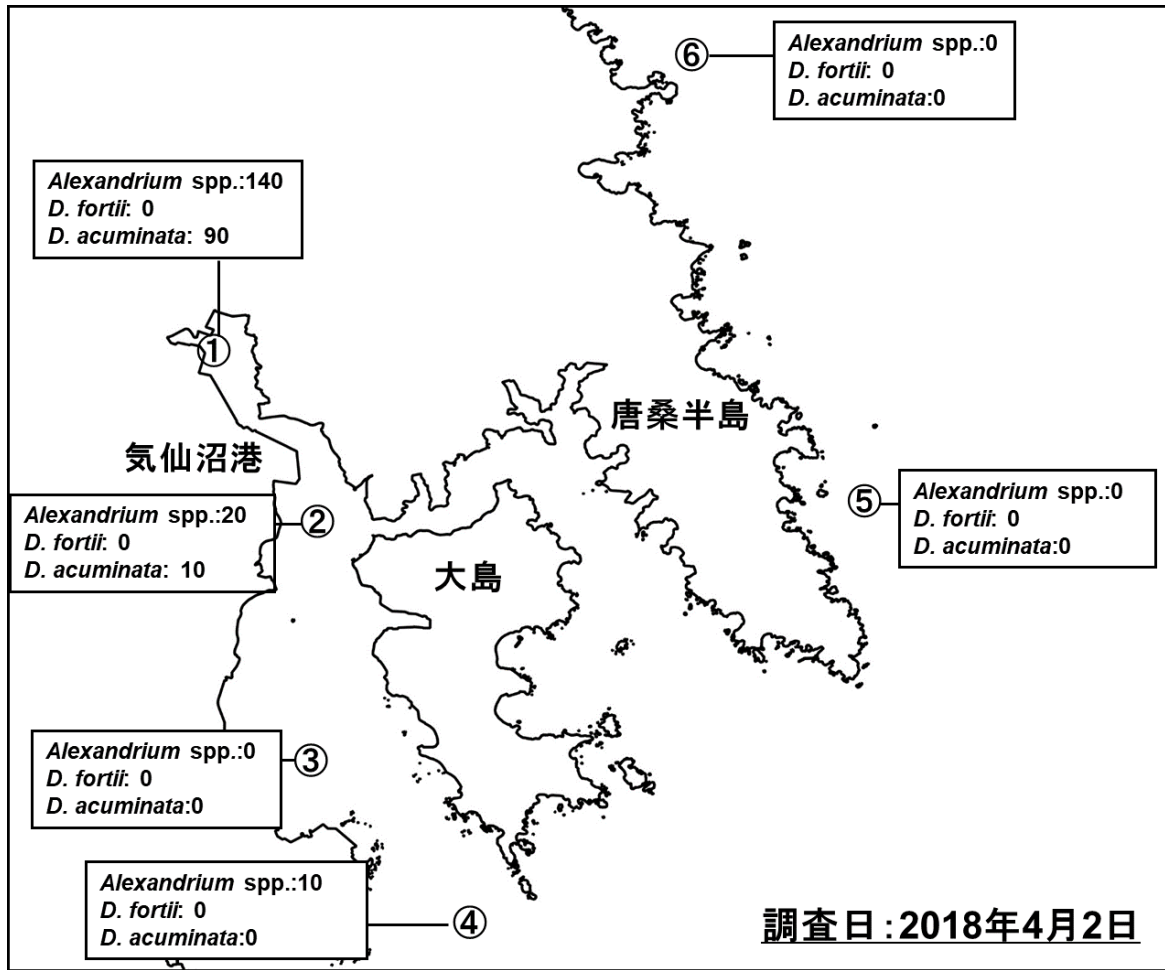 ⑥
Alexandrium spp.:0
D. fortii: 0
D. acuminata:0
Alexandrium spp.:140
D. fortii: 0
D. acuminata: 90
①
唐桑半島
気仙沼港
⑤
Alexandrium spp.:0
D. fortii: 0
D. acuminata:0
Alexandrium spp.:20
D. fortii: 0
D. acuminata: 10
②
大島
Alexandrium spp.:0
D. fortii: 0
D. acuminata:0
③
Alexandrium spp.:10
D. fortii: 0
D. acuminata:0
④
調査日:2018年4月2日